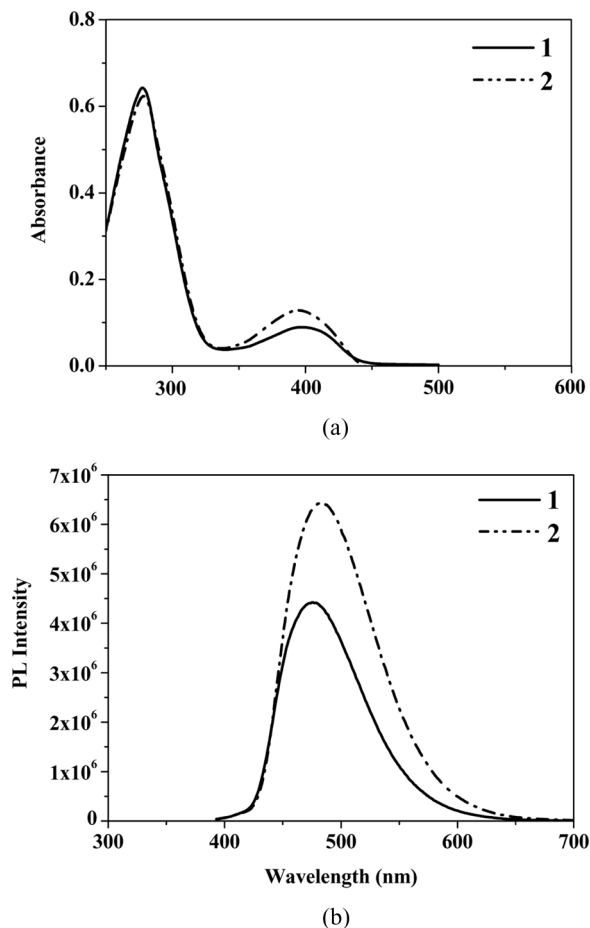 0.8
1
2
0.6
Absorbance
0.4
0.2
0.0
300 400 500 600
(a)
7x10⁶
1
2
6x10⁶
5x10⁶
PL Intensity
4x10⁶
3x10⁶
2x10⁶
1x10⁶
0
300 400 500 600 700
Wavelength (nm)
(b)